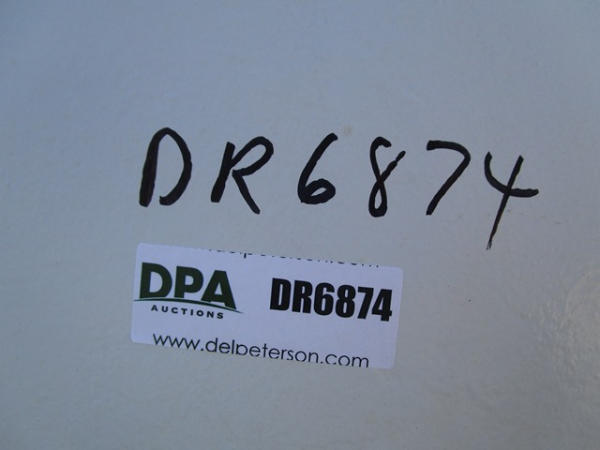 DR6874
DPA
AUCTIONS
DR6874
www.delpeterson.com